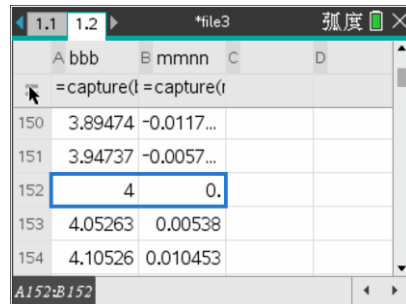 1.1 1.2 *file3 弧度
A bbb B mmnn C D
=capture(l =capture(r
150 3.89474 -0.0117...
151 3.94737 -0.0057...
152 4 0.
153 4.05263 0.00538
154 4.10526 0.010453
A152:B152